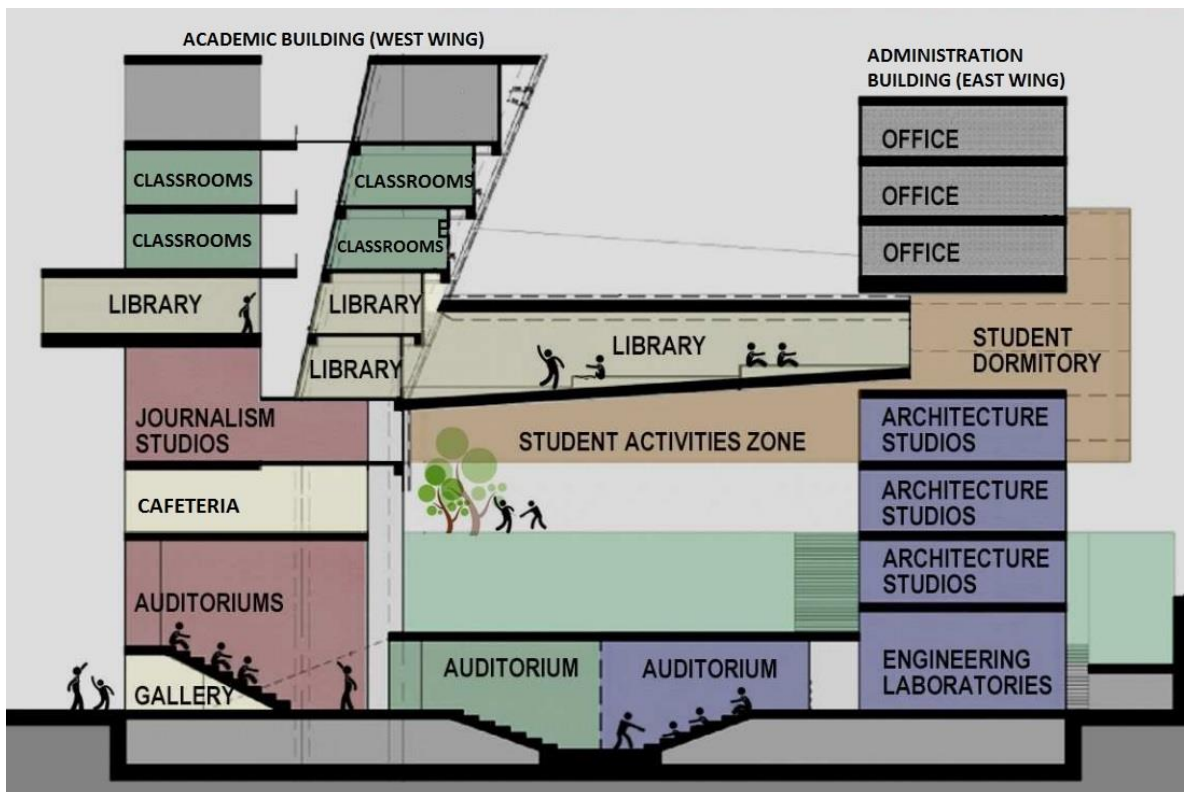 ACADEMIC BUILDING (WEST WING)
ADMINISTRATION
BUILDING (EAST WING)
OFFICE
CLASSROOMS
CLASSROOMS
OFFICE
CLASSROOMS
CLASSROOMS
OFFICE
LIBRARY
LIBRARY
LIBRARY
LIBRARY
STUDENT
DORMITORY
JOURNALISM
STUDIOS
STUDENT ACTIVITIES ZONE
ARCHITECTURE
STUDIOS
CAFETERIA
ARCHITECTURE
STUDIOS
ARCHITECTURE
STUDIOS
AUDITORIUMS
GALLERY
AUDITORIUM
AUDITORIUM
ENGINEERING
LABORATORIES